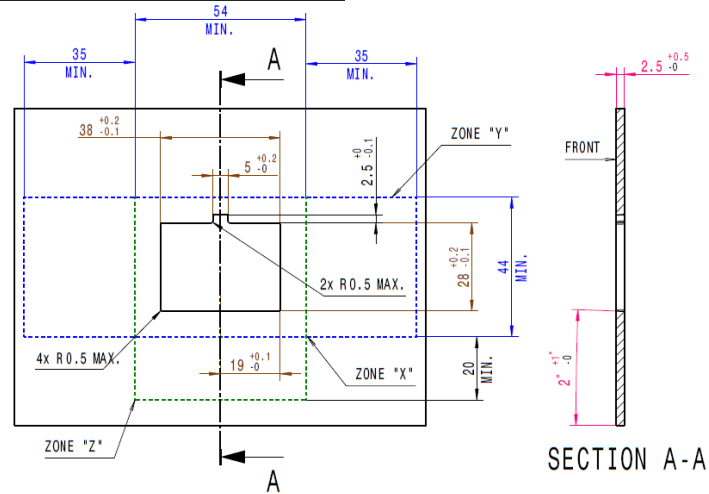 54
MIN.
35
MIN.
A
35
MIN.
2.5 +0.5 -0
38 +0.2 -0.1
5 +0.2 -0
2.5 +0 -0.1
ZONE "Y"
FRONT
28 +0.2 -0.1
44
MIN.
2x R0.5 MAX.
4x R0.5 MAX.
19 +0.1 -0
20
MIN.
ZONE "X"
2° +1° -0
ZONE "Z"
A
SECTION A-A